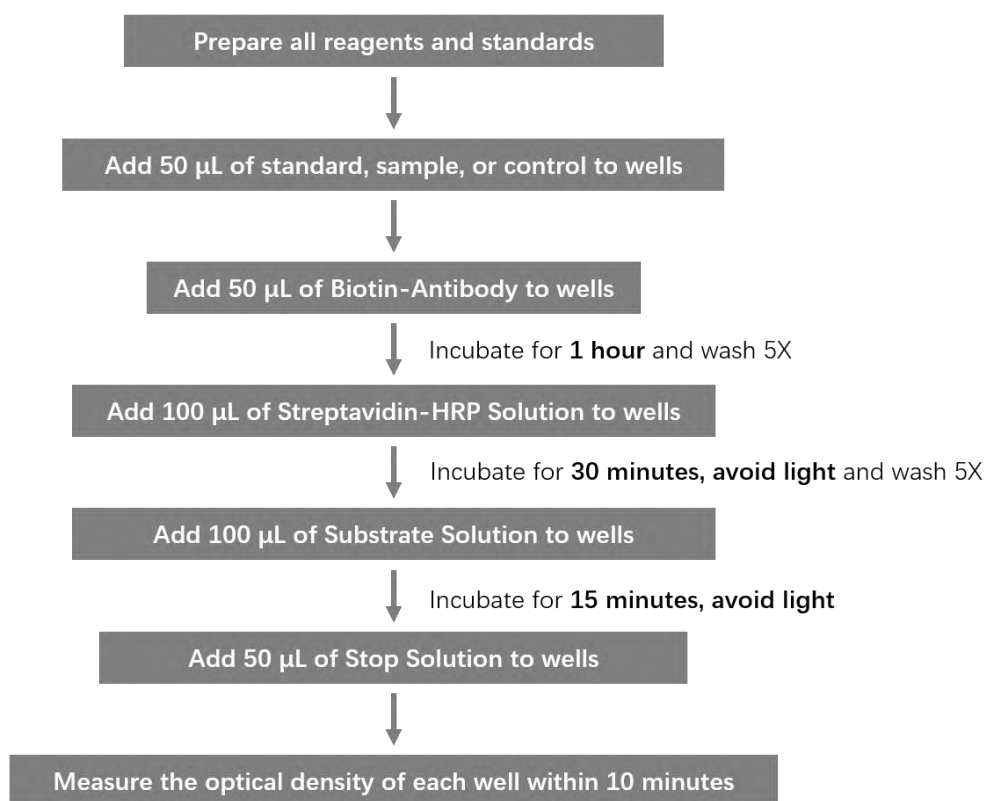 Prepare all reagents and standards
Add 50 μL of standard, sample, or control to wells
Add 50 μL of Biotin-Antibody to wells
Incubate for 1 hour and wash 5X
Add 100 μL of Streptavidin-HRP Solution to wells
Incubate for 30 minutes, avoid light and wash 5X
Add 100 μL of Substrate Solution to wells
Incubate for 15 minutes, avoid light
Add 50 μL of Stop Solution to wells
Measure the optical density of each well within 10 minutes